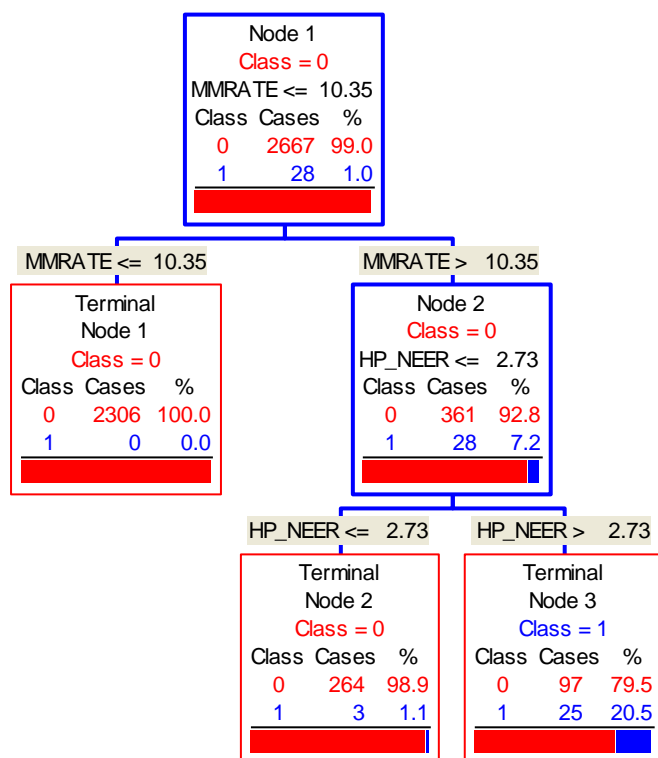 Node 1
Class = 0
MMRATE <= 10.35
Class Cases %
0 2667 99.0
1 28 1.0
MMRATE <= 10.35
MMRATE > 10.35
Terminal
Node 1
Class = 0
Class Cases %
0 2306 100.0
1 0 0.0
Node 2
Class = 0
HP_NEER <= 2.73
Class Cases %
0 361 92.8
1 28 7.2
HP_NEER <= 2.73
HP_NEER > 2.73
Terminal
Node 2
Class = 0
Class Cases %
0 264 98.9
1 3 1.1
Terminal
Node 3
Class = 1
Class Cases %
0 97 79.5
1 25 20.5